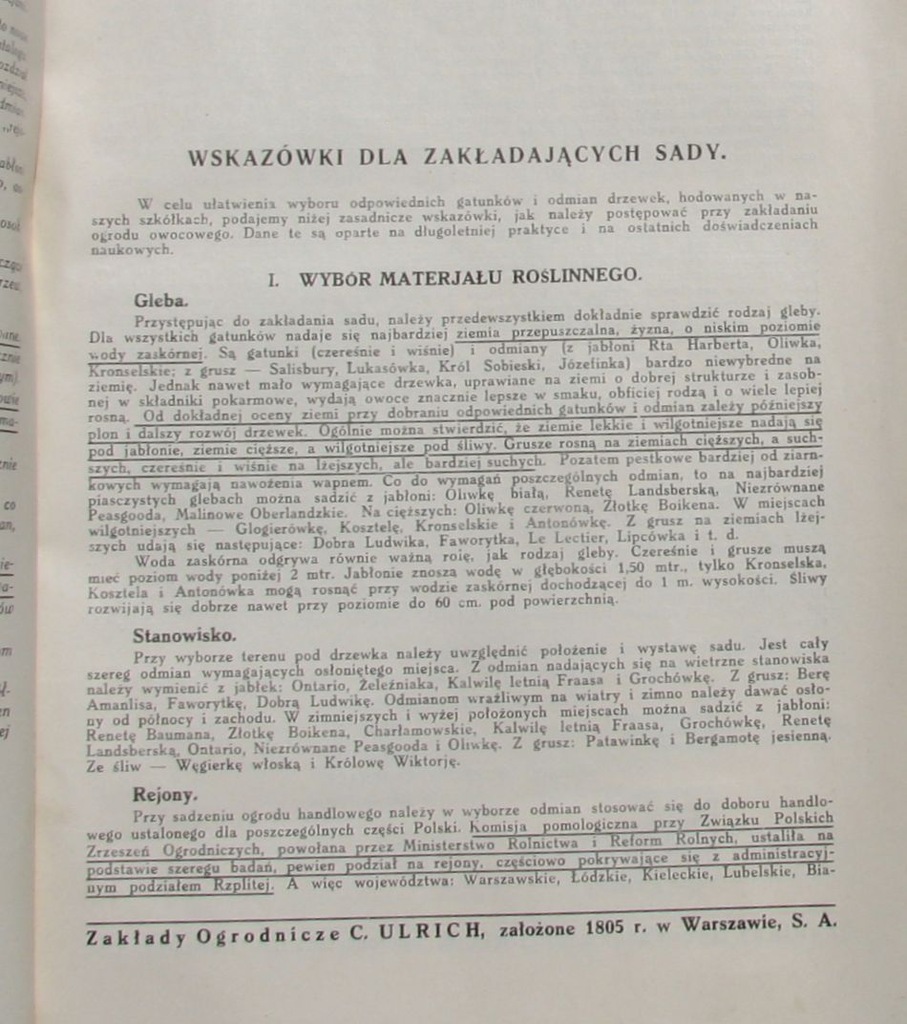 WSKAZÓWKI DLA ZAKŁADAJĄCYCH SADY.
W celu ułatwienia wyboru odpowiednich gatunków i odmian drzewek, hodowanych w na-
szych szkółkach, podajemy niżej zasadnicze wskazówki, jak należy postępować przy zakładaniu
ogrodu owocowego. Dane te są oparte na długoletniej praktyce i na ostatnich doświadczeniach
naukowych.
I. WYBÓR MATERJAŁU ROŚLINNEGO.
Gleba.
Przystępując do zakładania sadu, należy przedewszystkiem dokładnie sprawdzić rodzaj gleby.
Dla wszystkich gatunków nadaje się najbardziej ziemia przepuszczalna, żyzna, o niskim poziomie
wody zaskórnej. Są gatunki (czereśnie i wiśnie) i odmiany (z jabłoni Rta Harberta, Oliwka,
Kronselskie; z grusz — Salisbury, Lukasówka, Król Sobieski, Józefinka) bardzo niewybredne na
ziemię. Jednak nawet mało wymagające drzewka, uprawiane na ziemi o dobrej strukturze i zasob-
nej w składniki pokarmowe, wydają owoce znacznie lepsze w smaku, obficiej rodzą i o wiele lepiej
rosną. Od dokładnej oceny ziemi przy dobraniu odpowiednich gatunków i odmian zależy późniejszy
plon i dalszy rozwój drzewek. Ogólnie można stwierdzić, że ziemie lekkie i wilgotniejsze nadają się
pod jabłonie, ziemie cięższe, a wilgotniejsze pod śliwy. Grusze rosną na ziemiach cięższych, a such-
szych, czereśnie i wiśnie na lżejszych, ale bardziej suchych. Pozatem pestkowe bardziej od ziarn-
kowych wymagają nawożenia wapnem. Co do wymagań poszczególnych odmian, to na najbardziej
piasczystych glebach można sadzić z jabłoni: Oliwkę białą, Renetę Landsberską, Niezrównane
Peasgooda, Malinowe Oberlandzkie. Na cięższych: Oliwkę czerwoną, Złotkę Boikena. W miejscach
wilgotniejszych — Glogierówkę, Kosztelę, Kronselskie i Antonówkę. Z grusz na ziemiach lżej-
szych udają się następujące: Dobra Ludwika, Faworytka, Le Lectier, Lipcówka i t. d.
Woda zaskórna odgrywa równie ważną rolę, jak rodzaj gleby. Czereśnie i grusze muszą
mieć poziom wody poniżej 2 mtr. Jabłonie znoszą wodę w głębokości 1,50 mtr., tylko Kronselska,
Kosztela i Antonówka mogą rosnąć przy wodzie zaskórnej dochodzącej do 1 m. wysokości. Śliwy
rozwijają się dobrze nawet przy poziomie do 60 cm. pod powierzchnią.
Stanowisko.
Przy wyborze terenu pod drzewka należy uwzględnić położenie i wystawę sadu. Jest cały
szereg odmian wymagających osłoniętego miejsca. Z odmian nadających się na wietrzne stanowiska
należy wymienić z jabłek: Ontario, Żeleźniaka, Kalwilę letnią Fraasa i Grochówkę. Z grusz: Berę
Amanlisa, Faworytkę, Dobrą Ludwikę. Odmianom wrażliwym na wiatry i zimno należy dawać osło-
ny od północy i zachodu. W zimniejszych i wyżej położonych miejscach można sadzić z jabłoni:
Renetę Baumana, Złotkę Boikena, Charłamowskie, Kalwilę letnią Fraasa, Grochówkę, Renetę
Landsberską, Ontario, Niezrównane Peasgooda i Oliwkę. Z grusz: Patawinkę i Bergamotę jesienną.
Ze śliw — Węgierkę włoską i Królowę Wiktorję.
Rejony.
Przy sadzeniu ogrodu handlowego należy w wyborze odmian stosować się do doboru handlo-
wego ustalonego dla poszczególnych części Polski. Komisja pomologiczna przy Związku Polskich
Zrzeszeń Ogrodniczych, powołana przez Ministerstwo Rolnictwa i Reform Rolnych, ustaliła na
podstawie szeregu badań, pewien podział na rejony, częściowo pokrywające się z administracyj-
nym podziałem Rzplitej. A więc województwa: Warszawskie, Łódzkie, Kieleckie, Lubelskie, Bia-
Zakłady Ogrodnicze C. ULRICH, założone 1805 r. w Warszawie, S. A.